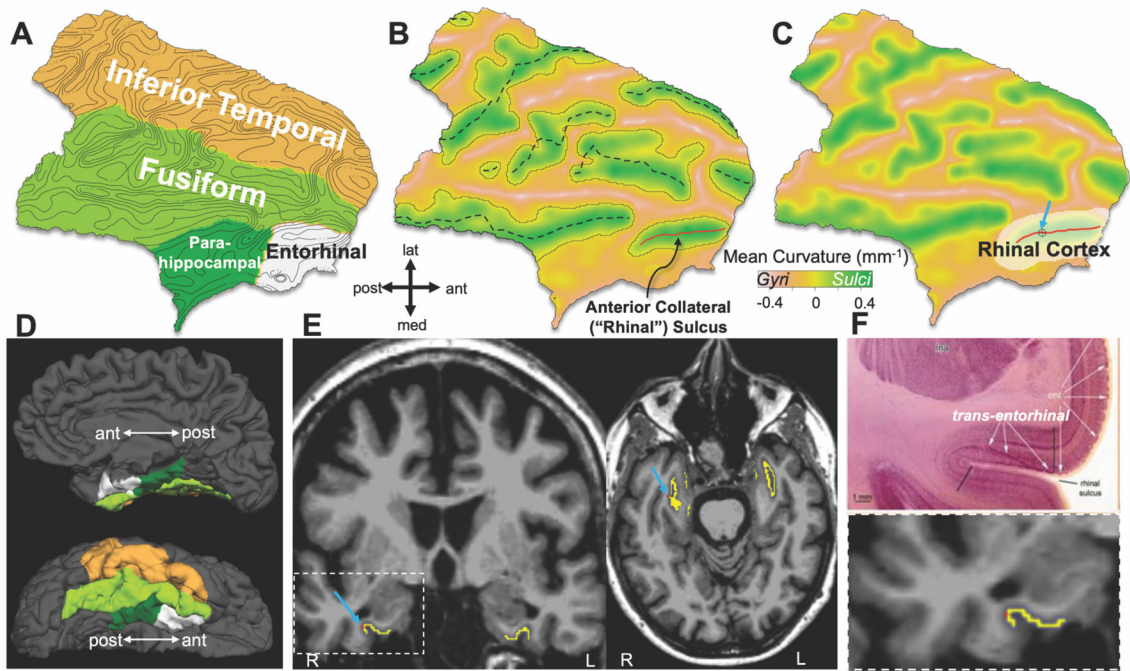 A
Inferior Temporal
Fusiform
Para-
hippocampal
Entorhinal
B
lat
post
ant
med
Anterior Collateral
(“Rhinal”) Sulcus
C
Rhinal Cortex
Mean Curvature (mm-1)
Gyri
Sulci
-0.4
0
0.4
D
ant
post
post
ant
E
R
L
R
L
F
ent
trans-entorhinal
rhinal
sulcus
1 mm